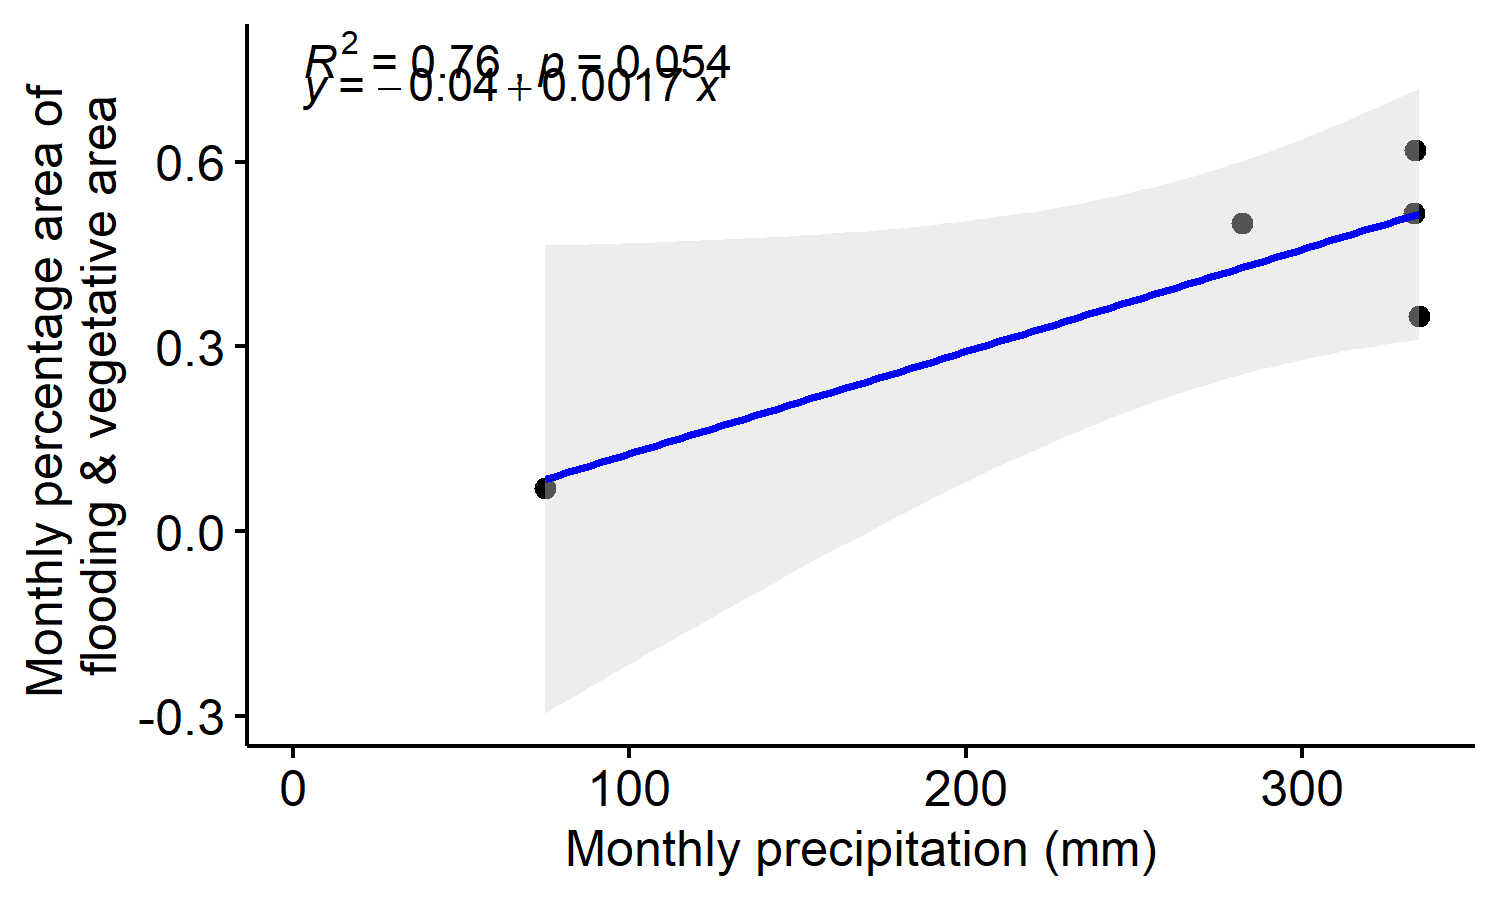 R² = 0.76 , p = 0.054
y = −0.04 + 0.0017 x
Monthly percentage area of
flooding & vegetative area
0.6
0.3
0.0
-0.3
0 100 200 300
Monthly precipitation (mm)